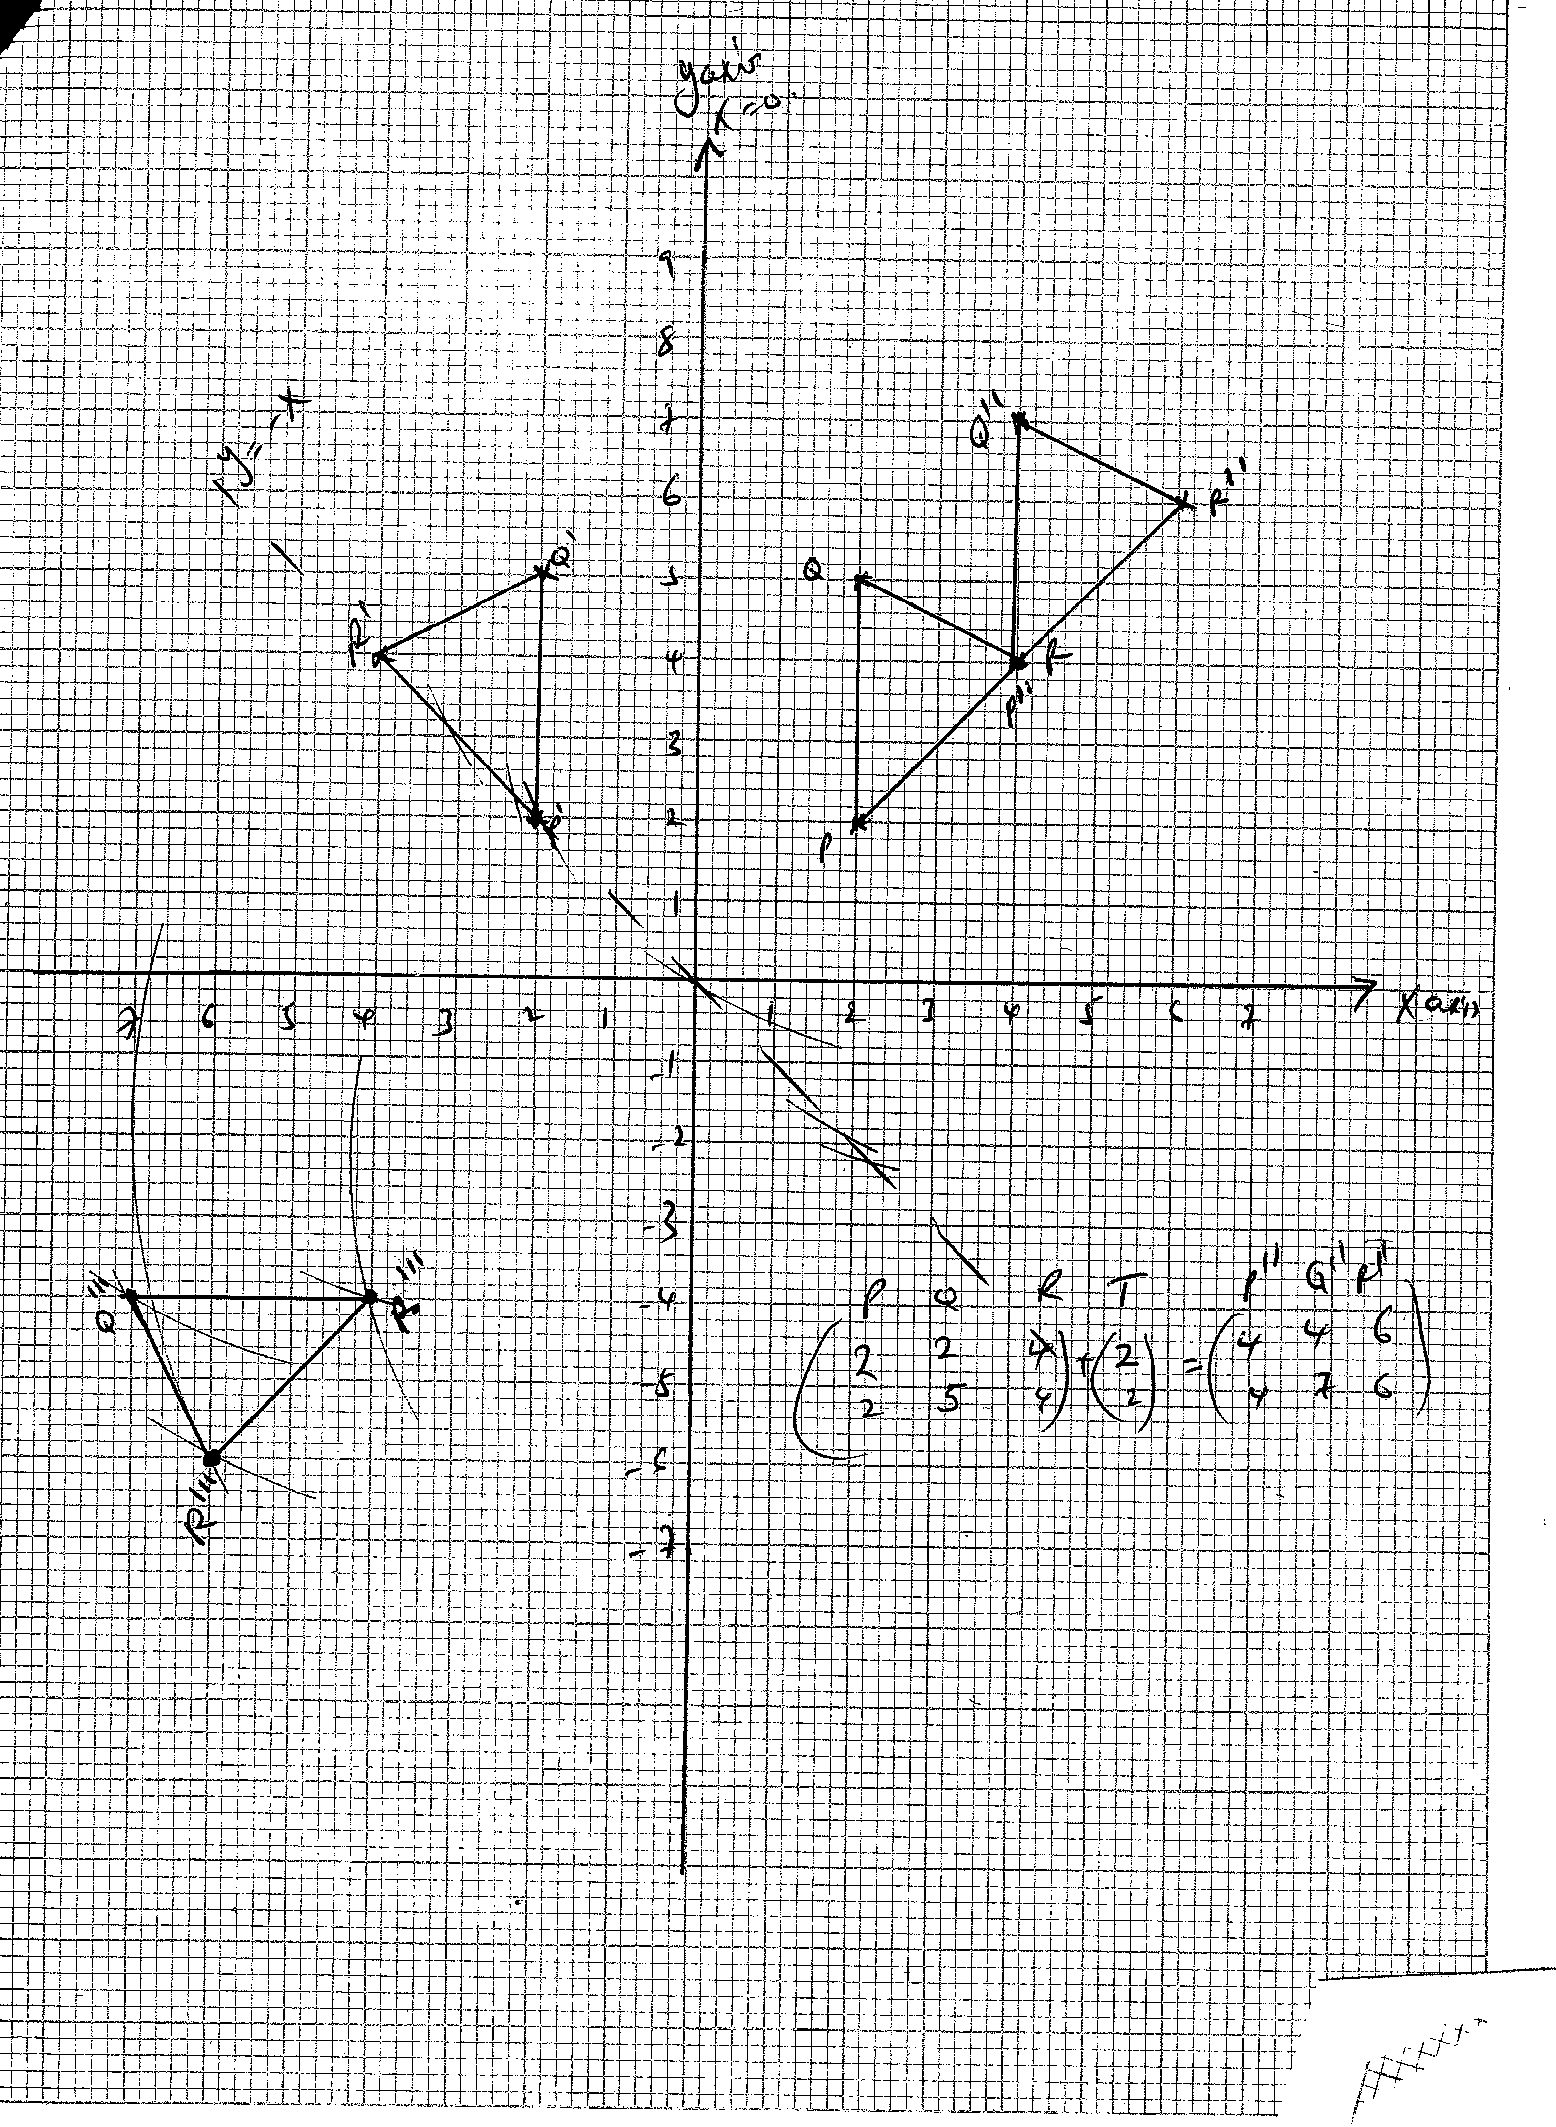 y axis
x = 0
9
8
7
6
5
4
3
2
1
y = -x
Q'
R'
P'
Q''
R''
Q
R
P''
P
7 6 5 4 3 2 1 1 2 3 4 5 6 7 X axis
-1
-2
-3
-4
-5
-6
-7
Q'''
P'''
R'''
P Q R T P'' Q'' R''
(2 2 4) + (2) = (4 4 6)
(2 5 4) (2) (4 7 6)